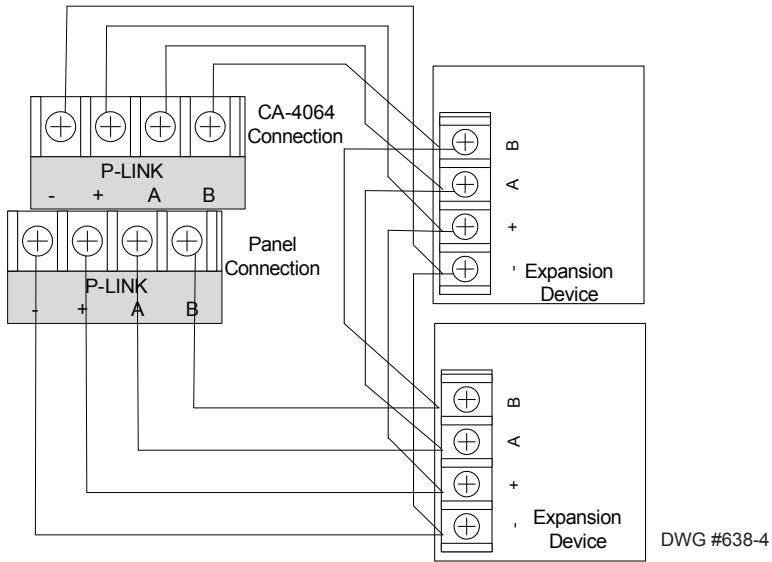 CA-4064
Connection
P-LINK
- + A B
Panel
Connection
P-LINK
- + A B
B
A
+
-
Expansion
Device
B
A
+
-
Expansion
Device
DWG #638-4